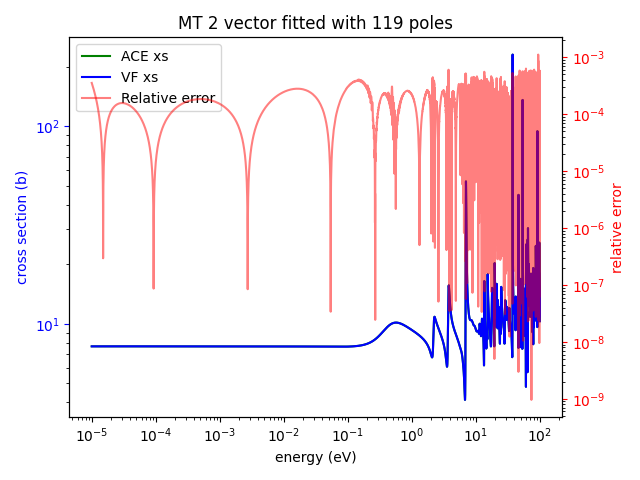 MT 2 vector fitted with 119 poles
ACE xs
VF xs
Relative error
cross section (b)
10^2
10^1
10^-3
10^-4
10^-5
10^-6
10^-7
10^-8
10^-9
relative error
10^-5 10^-4 10^-3 10^-2 10^-1 10^0 10^1 10^2
energy (eV)